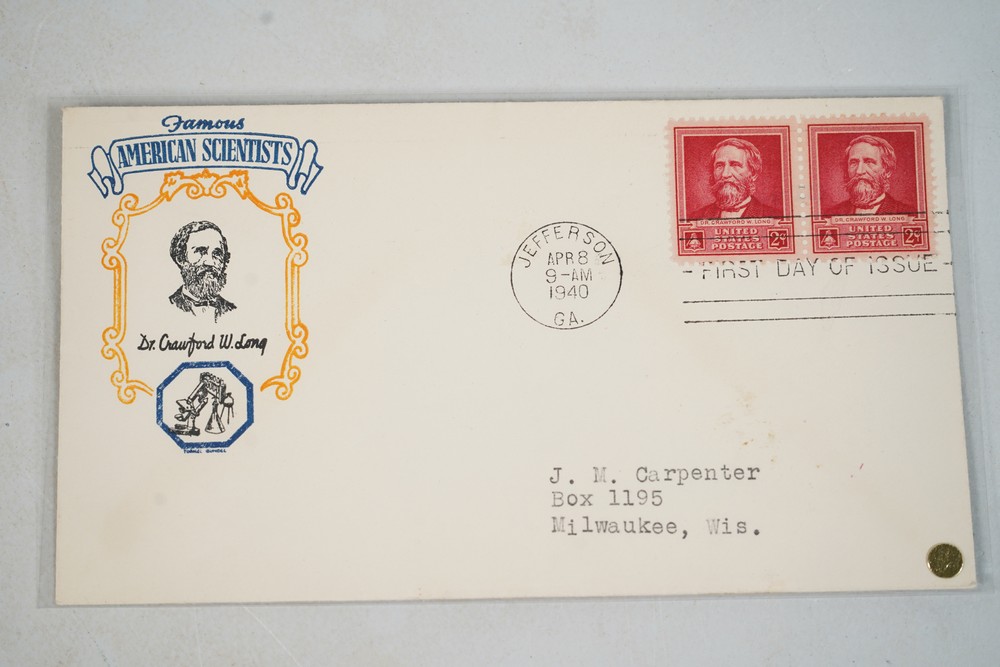 Famous
AMERICAN SCIENTISTS
Dr. Crawford W. Long
DR. CRAWFORD W. LONG
UNITED
STATES
POSTAGE
2¢
DR. CRAWFORD W. LONG
UNITED
STATES
POSTAGE
2¢
JEFFERSON
APR 8
9-AM
1940
GA.
FIRST DAY OF ISSUE
J. M. Carpenter
Box 1195
Milwaukee, Wis.